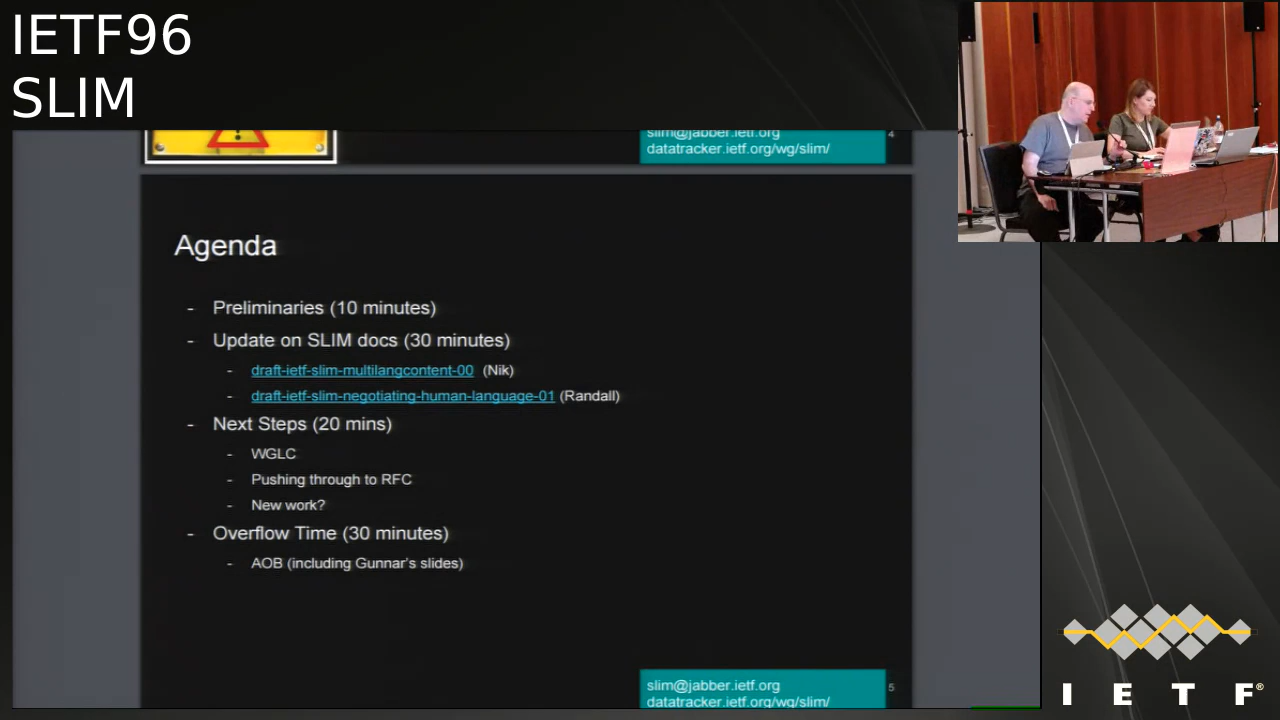 IETF96
SLIM
slim@jabber.ietf.org
4
datatracker.ietf.org/wg/slim/
Agenda
- Preliminaries (10 minutes)
- Update on SLIM docs (30 minutes)
- draft-ietf-slim-multilangcontent-00 (Nik)
- draft-ietf-slim-negotiating-human-language-01 (Randall)
- Next Steps (20 mins)
- WGLC
- Pushing through to RFC
- New work?
- Overflow Time (30 minutes)
- AOB (including Gunnar's slides)
slim@jabber.ietf.org
5
datatracker.ietf.org/wg/slim/
I E T F®